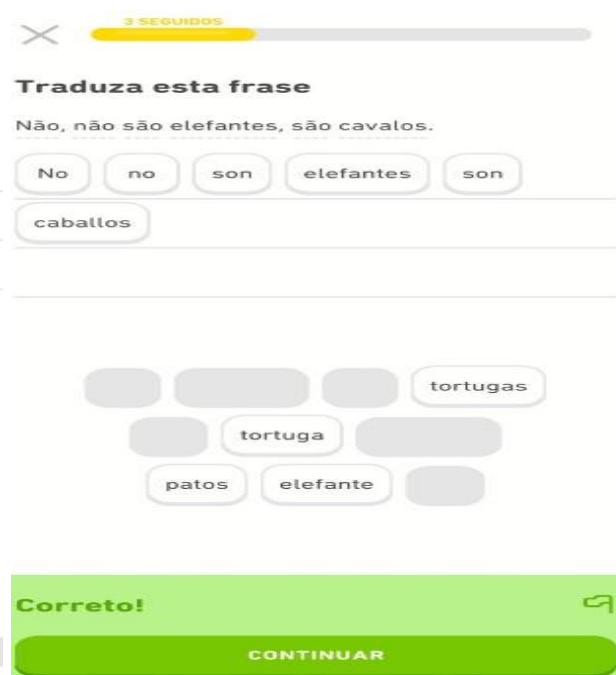 3 SEGUIDOS
Traduza esta frase
Não, não são elefantes, são cavalos.
No no son elefantes son
caballos
tortugas
tortuga
patos elefante
Correto!
CONTINUAR